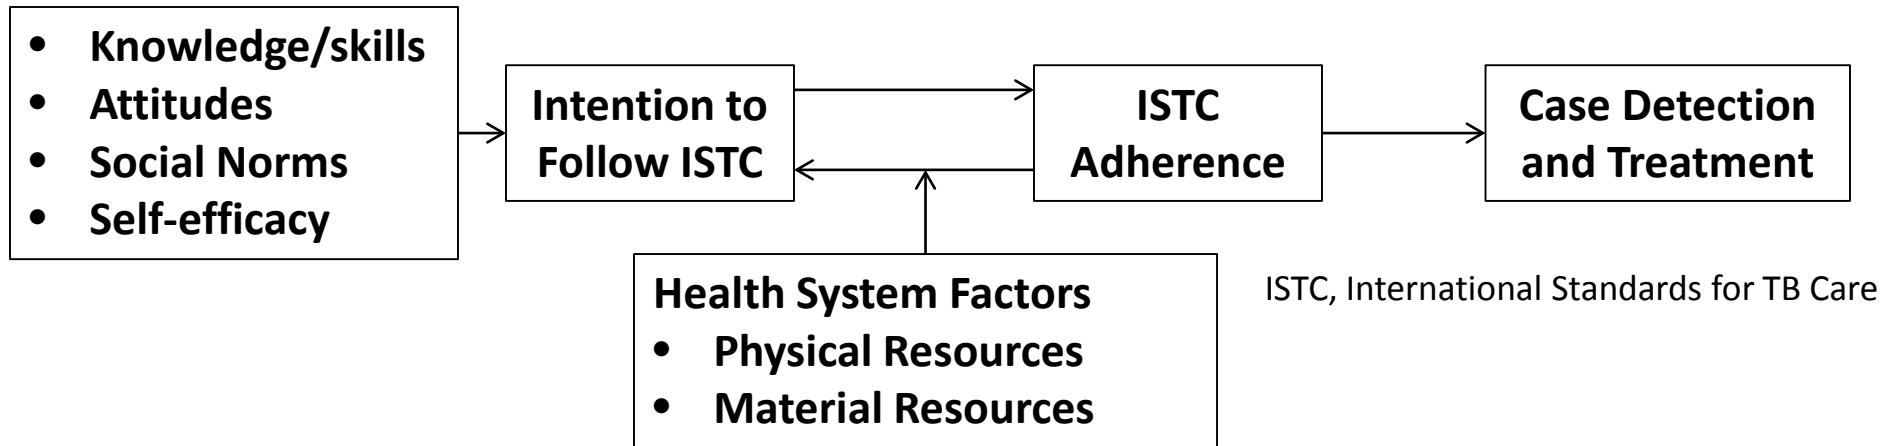 • Knowledge/skills
• Attitudes
• Social Norms
• Self-efficacy
Intention to
Follow ISTC
ISTC
Adherence
Case Detection
and Treatment
Health System Factors
• Physical Resources
• Material Resources
ISTC, International Standards for TB Care